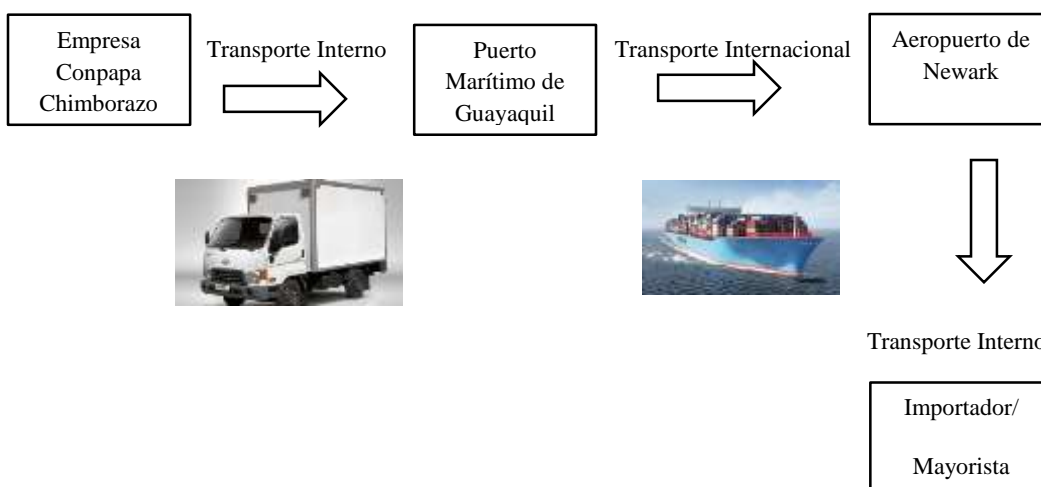 Empresa
Conpapa
Chimborazo
Transporte Interno
Puerto
Marítimo de
Guayaquil
Transporte Internacional
Aeropuerto de
Newark
Transporte Interno
Importador/
Mayorista